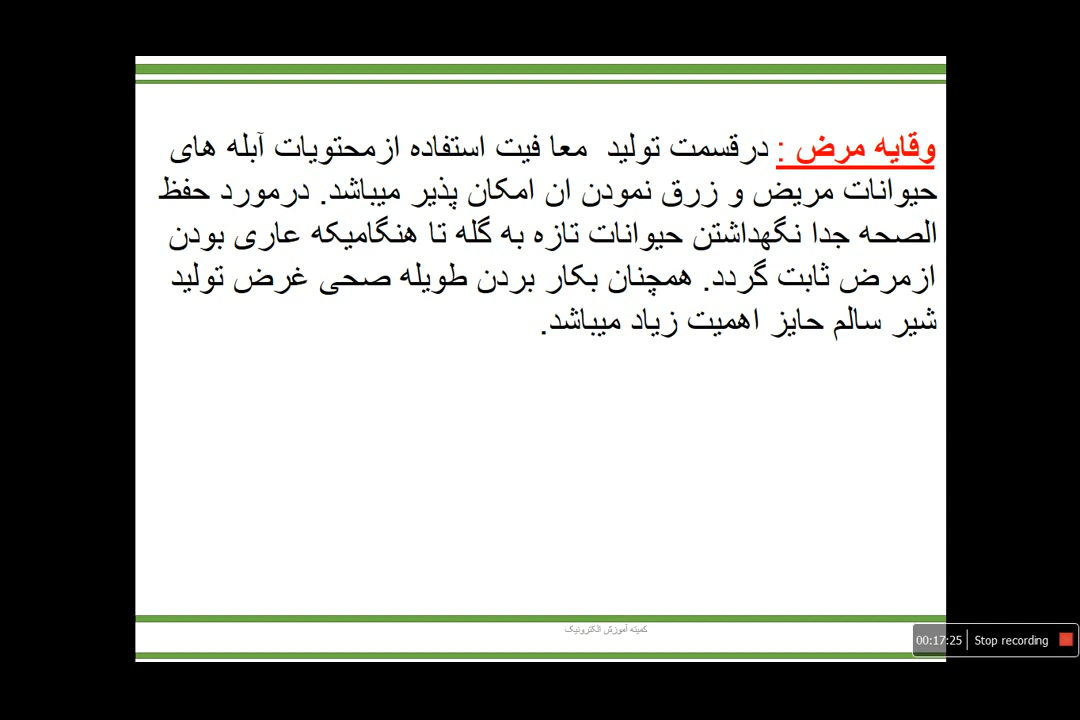 وقایه مرض : درقسمت تولید معا فیت استفاده ازمحتویات آبله های
حیوانات مریض و زرق نمودن ان امکان پذیر میباشد. درمورد حفظ
الصحه جدا نگهداشتن حیوانات تازه به گله تا هنگامیکه عاری بودن
ازمرض ثابت گردد. همچنان بکار بردن طویله صحی غرض تولید
شیر سالم حایز اهمیت زیاد میباشد.
کمیته آموزش الکترونیک
00:17:25 Stop recording